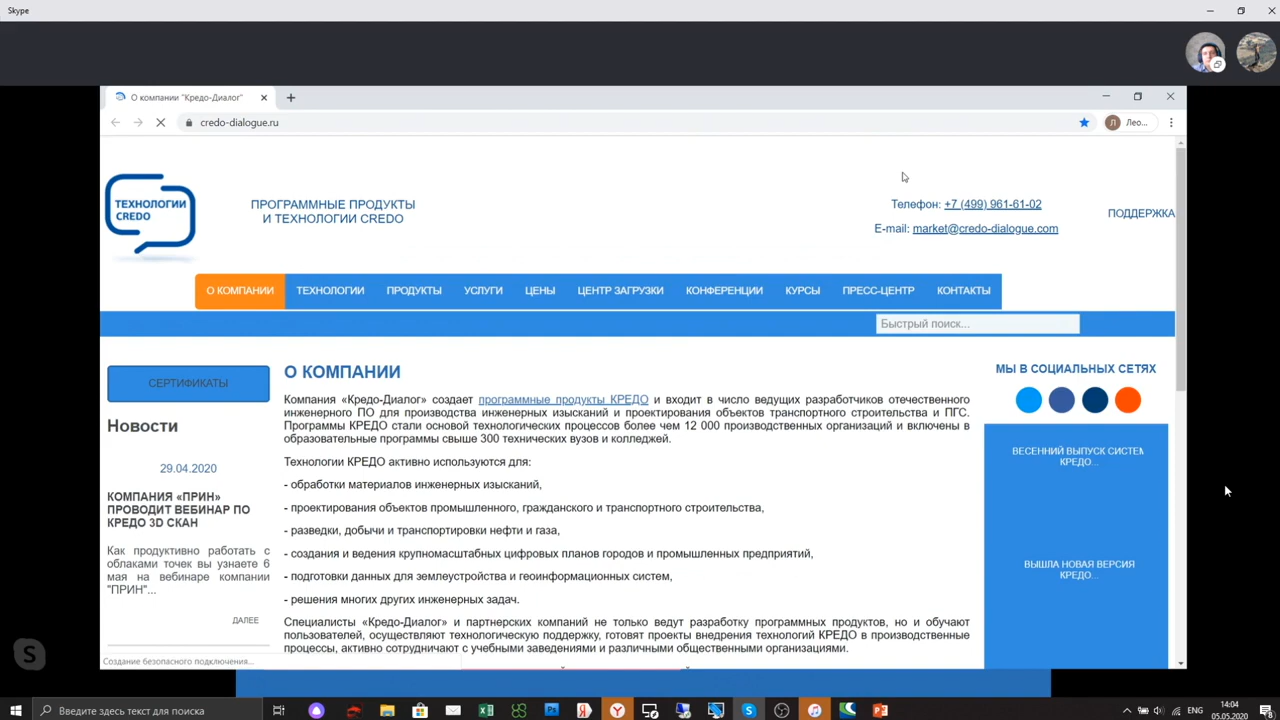 Skype
О компании "Кредо-Диалог"
credo-dialogue.ru
Л
Лео...
ТЕХНОЛОГИИ
CREDO
ПРОГРАММНЫЕ ПРОДУКТЫ
И ТЕХНОЛОГИИ CREDO
Телефон: +7 (499) 961-61-02
E-mail: market@credo-dialogue.com
ПОДДЕРЖКА
О КОМПАНИИ ТЕХНОЛОГИИ ПРОДУКТЫ УСЛУГИ ЦЕНЫ ЦЕНТР ЗАГРУЗКИ КОНФЕРЕНЦИИ КУРСЫ ПРЕСС-ЦЕНТР КОНТАКТЫ
Быстрый поиск...
СЕРТИФИКАТЫ
Новости
29.04.2020
КОМПАНИЯ «ПРИН»
ПРОВОДИТ ВЕБИНАР ПО
КРЕДО 3D СКАН
Как продуктивно работать с
облаками точек вы узнаете 6
мая на вебинаре компании
"ПРИН"...
ДАЛЕЕ
О КОМПАНИИ
Компания «Кредо-Диалог» создает программные продукты КРЕДО и входит в число ведущих разработчиков отечественного
инженерного ПО для производства инженерных изысканий и проектирования объектов транспортного строительства и ПГС.
Программы КРЕДО стали основой технологических процессов более чем 12 000 производственных организаций и включены в
образовательные программы свыше 300 технических вузов и колледжей.
Технологии КРЕДО активно используются для:
- обработки материалов инженерных изысканий,
- проектирования объектов промышленного, гражданского и транспортного строительства,
- разведки, добычи и транспортировки нефти и газа,
- создания и ведения крупномасштабных цифровых планов городов и промышленных предприятий,
- подготовки данных для землеустройства и геоинформационных систем,
- решения многих других инженерных задач.
Специалисты «Кредо-Диалог» и партнерских компаний не только ведут разработку программных продуктов, но и обучают
пользователей, осуществляют технологическую поддержку, готовят проекты внедрения технологий КРЕДО в производственные
процессы, активно сотрудничают с учебными заведениями и различными общественными организациями.
МЫ В СОЦИАЛЬНЫХ СЕТЯХ
ВЕСЕННИЙ ВЫПУСК СИСТЕМ
КРЕДО...
ВЫШЛА НОВАЯ ВЕРСИЯ
КРЕДО...
Создание безопасного подключения...
Введите здесь текст для поиска
ENG
14:04
05.05.2020